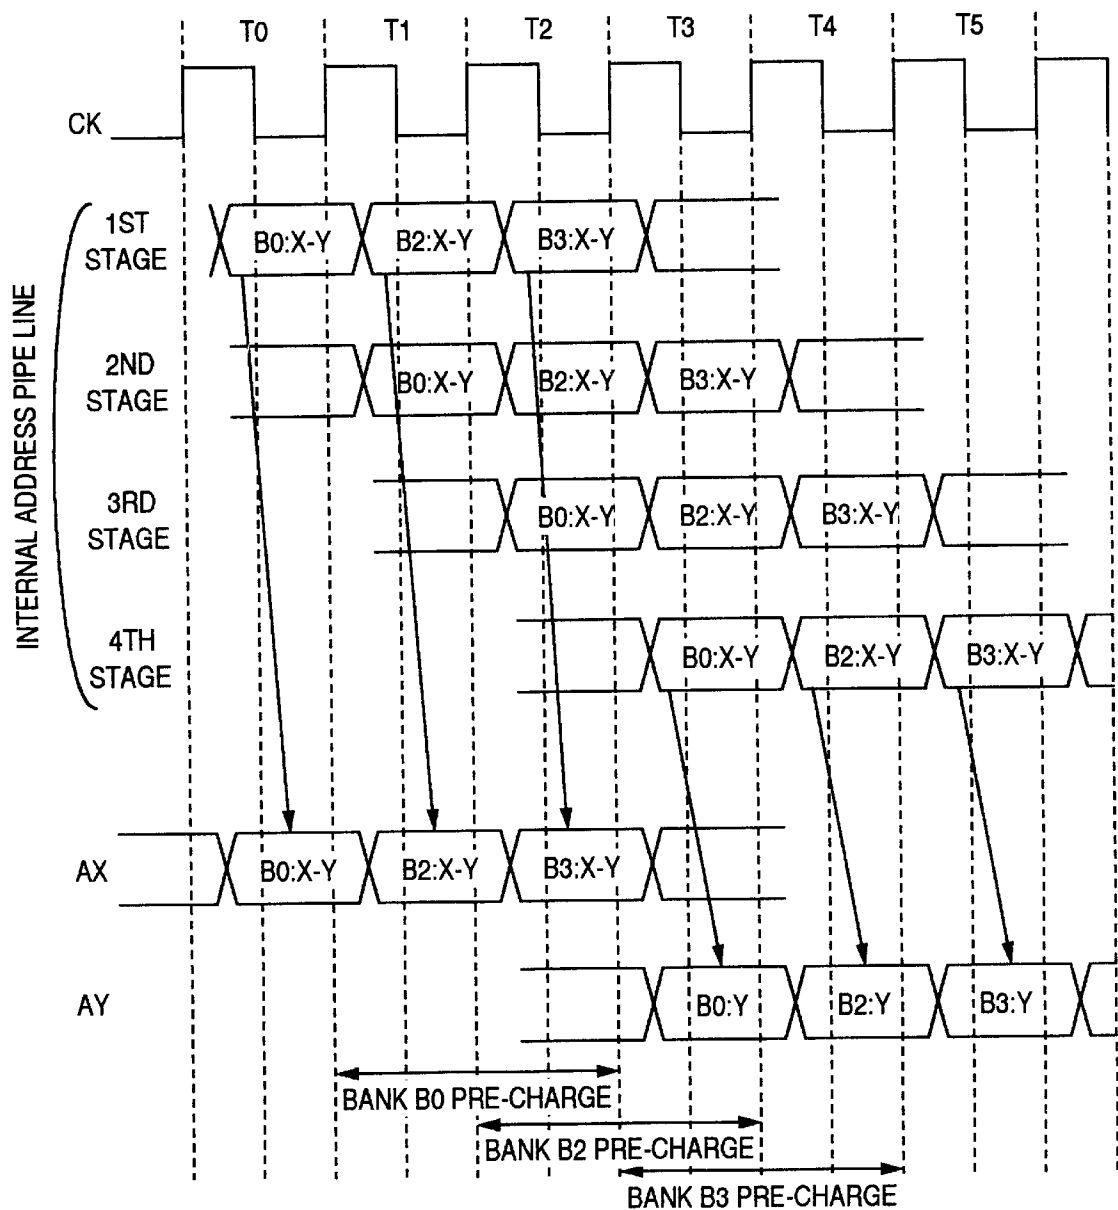 T0 T1 T2 T3 T4 T5
CK
INTERNAL ADDRESS PIPE LINE
1ST
STAGE
B0:X-Y B2:X-Y B3:X-Y
2ND
STAGE
B0:X-Y B2:X-Y B3:X-Y
3RD
STAGE
B0:X-Y B2:X-Y B3:X-Y
4TH
STAGE
B0:X-Y B2:X-Y B3:X-Y
AX
B0:X-Y B2:X-Y B3:X-Y
AY
B0:Y B2:Y B3:Y
BANK B0 PRE-CHARGE
BANK B2 PRE-CHARGE
BANK B3 PRE-CHARGE